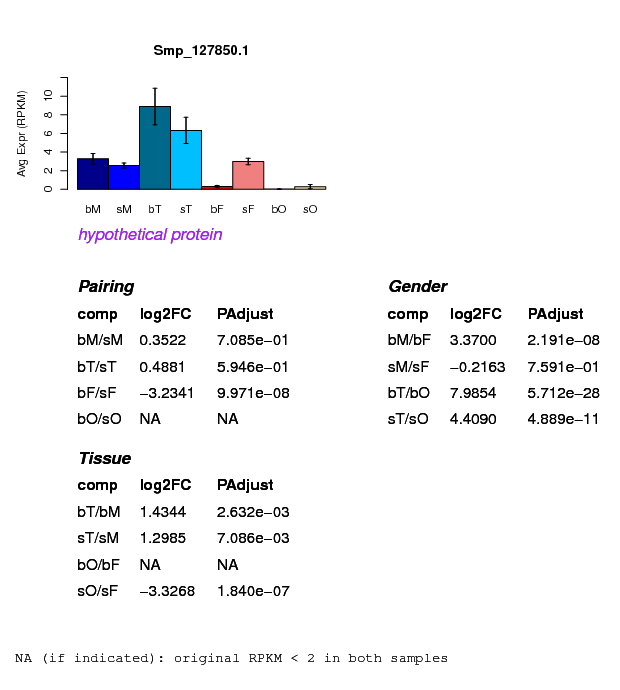 Smp_127850.1
Avg Expr (RPKM)
0 2 4 6 8 10
bM sM bT sT bF sF bO sO
hypothetical protein
Pairing
comp log2FC PAdjust
bM/sM 0.3522 7.085e−01
bT/sT 0.4881 5.946e−01
bF/sF −3.2341 9.971e−08
bO/sO NA NA
Gender
comp log2FC PAdjust
bM/bF 3.3700 2.191e−08
sM/sF −0.2163 7.591e−01
bT/bO 7.9854 5.712e−28
sT/sO 4.4090 4.889e−11
Tissue
comp log2FC PAdjust
bT/bM 1.4344 2.632e−03
sT/sM 1.2985 7.086e−03
bO/bF NA NA
sO/sF −3.3268 1.840e−07
NA (if indicated): original RPKM < 2 in both samples